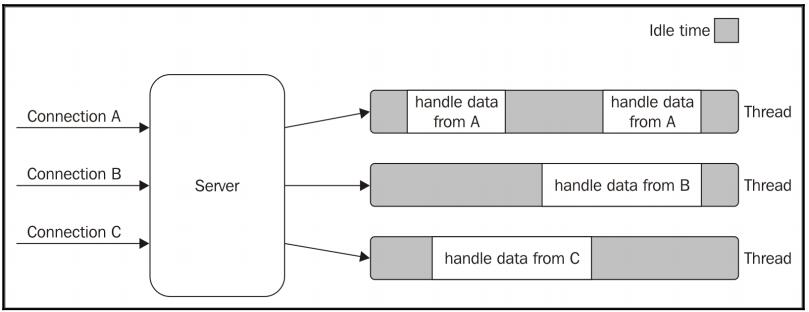 Idle time
Connection A
Connection B
Connection C
Server
handle data
from A
handle data
from A
Thread
handle data from B
Thread
handle data from C
Thread